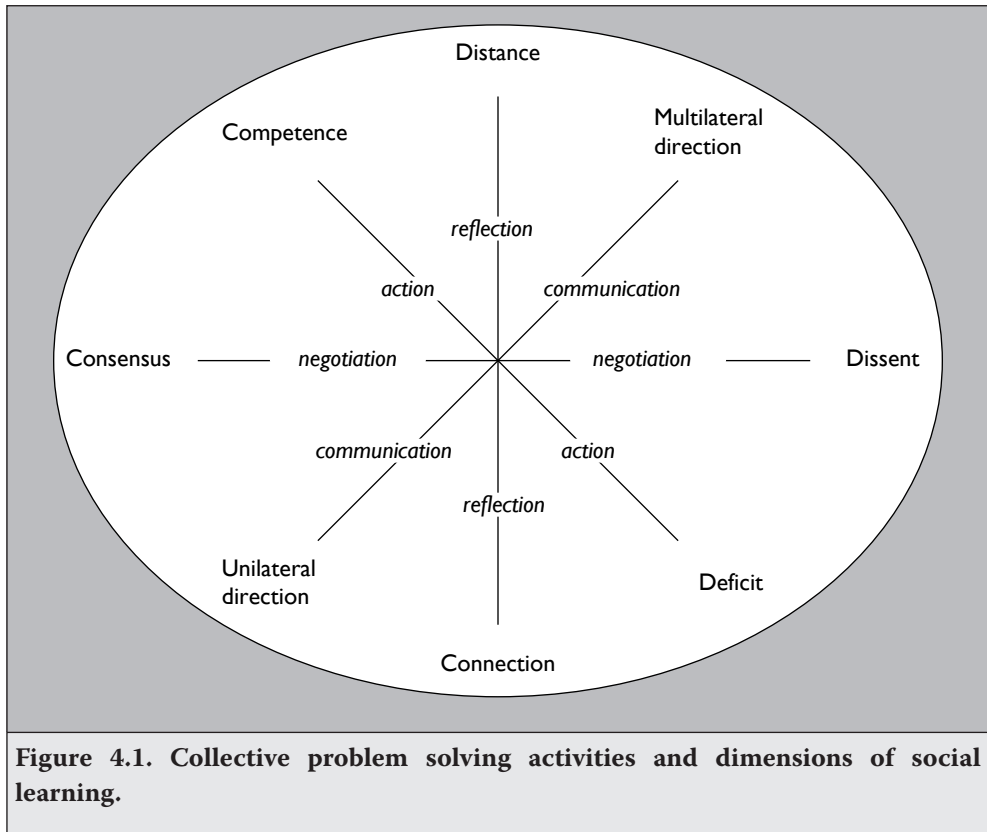 Distance
Competence
Multilateral
direction
reflection
action
communication
Consensus
negotiation
negotiation
Dissent
communication
action
reflection
Unilateral
direction
Deficit
Connection
Figure 4.1. Collective problem solving activities and dimensions of social
learning.